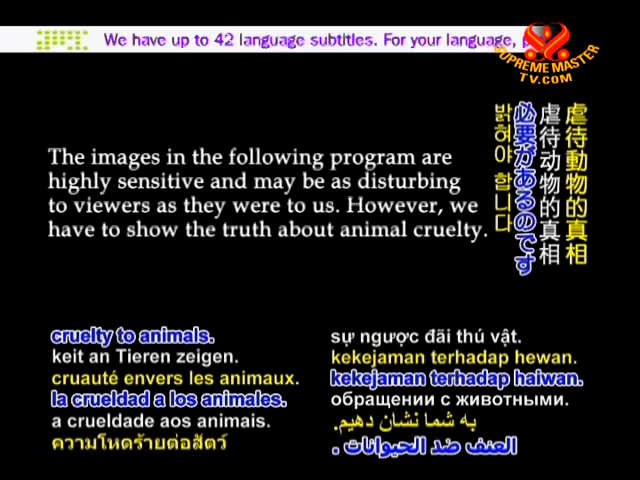 We have up to 42 language subtitles. For your language,
SUPREME MASTER
TV.COM
The images in the following program are
highly sensitive and may be as disturbing
to viewers as they were to us. However, we
have to show the truth about animal cruelty.
虐待動物的真相
虐待动物的真相
必要があるのです
밝혀야 합니다
cruelty to animals.
keit an Tieren zeigen.
cruauté envers les animaux.
la crueldad a los animales.
a crueldade aos animais.
ความโหดร้ายต่อสัตว์
sự ngược đãi thú vật.
kekejaman terhadap hewan.
kekejaman terhadap haiwan.
обращении с животными.
به شما نشان دهیم.
العنف ضد الحيوانات .